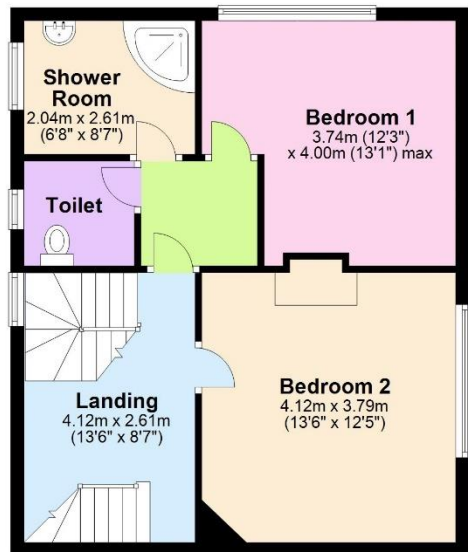 Shower
Room
2.04m x 2.61m
(6'8" x 8'7")
Bedroom 1
3.74m (12'3")
x 4.00m (13'1") max
Toilet
Landing
4.12m x 2.61m
(13'6" x 8'7")
Bedroom 2
4.12m x 3.79m
(13'6" x 12'5")